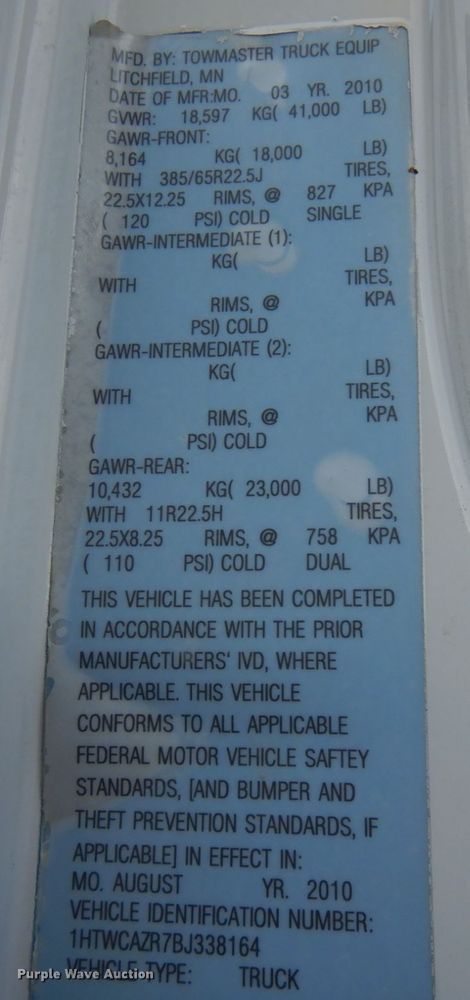 MFD. BY: TOWMASTER TRUCK EQUIP
LITCHFIELD, MN
DATE OF MFR:MO. 03 YR. 2010
GVWR: 18,597 KG( 41,000 LB)
GAWR-FRONT:
8,164 KG( 18,000 LB)
WITH 385/65R22.5J TIRES,
22.5X12.25 RIMS, @ 827 KPA
( 120 PSI) COLD SINGLE
GAWR-INTERMEDIATE (1):
KG( LB)
WITH TIRES,
RIMS, @ KPA
( PSI) COLD
GAWR-INTERMEDIATE (2):
KG( LB)
WITH TIRES,
RIMS, @ KPA
( PSI) COLD
GAWR-REAR:
10,432 KG( 23,000 LB)
WITH 11R22.5H TIRES,
22.5X8.25 RIMS, @ 758 KPA
( 110 PSI) COLD DUAL
THIS VEHICLE HAS BEEN COMPLETED
IN ACCORDANCE WITH THE PRIOR
MANUFACTURERS' IVD, WHERE
APPLICABLE. THIS VEHICLE
CONFORMS TO ALL APPLICABLE
FEDERAL MOTOR VEHICLE SAFTEY
STANDARDS, [AND BUMPER AND
THEFT PREVENTION STANDARDS, IF
APPLICABLE] IN EFFECT IN:
MO. AUGUST YR. 2010
VEHICLE IDENTIFICATION NUMBER:
1HTWCAZR7BJ338164
VEHICLE TYPE: TRUCK
Purple Wave Auction